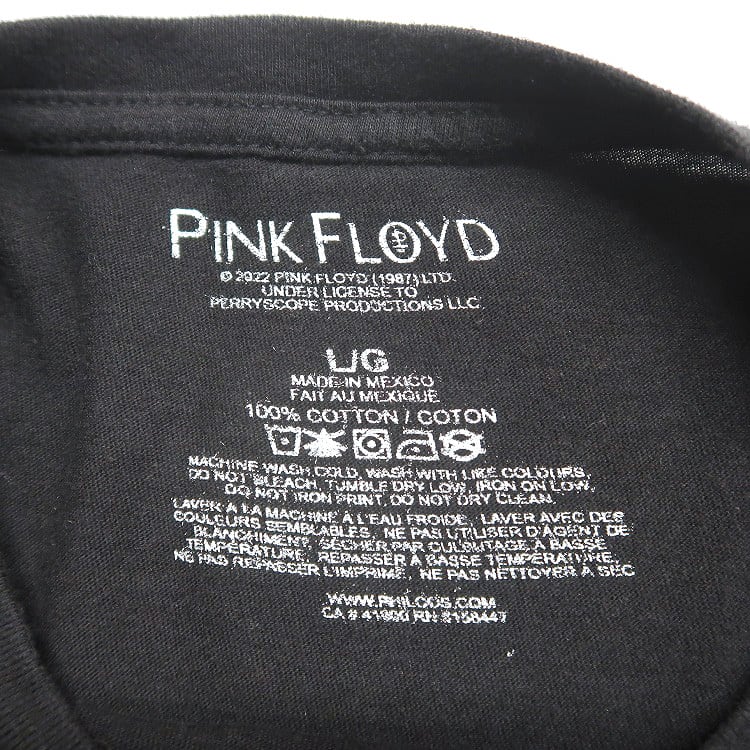 PINK FLOYD
© 2022 PINK FLOYD (1987) LTD.
UNDER LICENSE TO
PERRYSCOPE PRODUCTIONS LLC
L/G
MADE IN MEXICO
FAIT AU MEXIQUE
100% COTTON / COTON
MACHINE WASH COLD, WASH WITH LIKE COLOURS,
DO NOT BLEACH, TUMBLE DRY LOW, IRON ON LOW,
DO NOT IRON PRINT, DO NOT DRY CLEAN.
LAVER A LA MACHINE À L'EAU FROIDE, LAVER AVEC DES
COULEURS SEMBLABLES, NE PAS UTILISER D'AGENT DE
BLANCHIMENT, SÉCHER PAR CULBUTAGE À BASSE
TEMPÉRATURE, REPASSER À BASSE TEMPÉRATURE,
NE PAS REPASSER L'IMPRIMÉ, NE PAS NETTOYER À SEC
WWW.PHILCOS.COM
CA # 41900 RN #158447